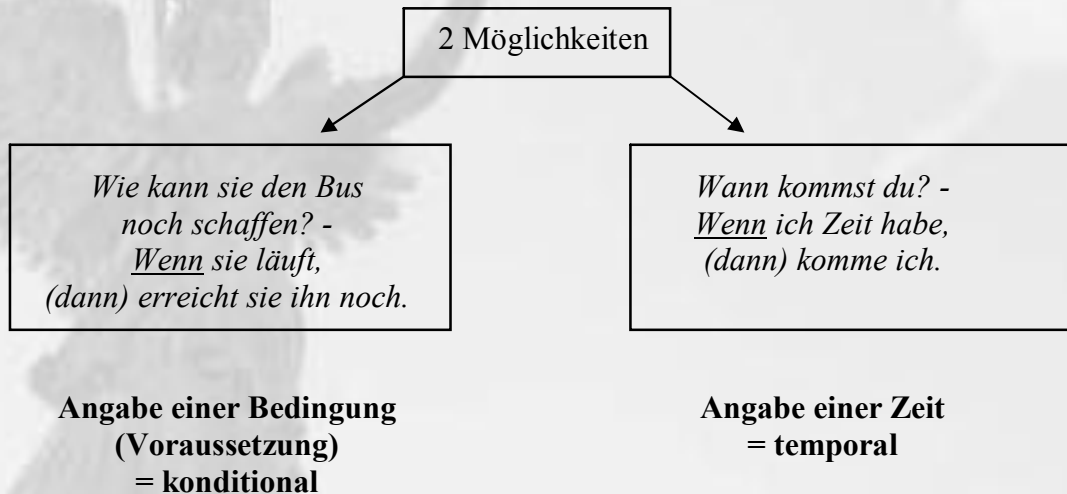 2 Möglichkeiten
Wie kann sie den Bus
noch schaffen? -
Wenn sie läuft,
(dann) erreicht sie ihn noch.
Wann kommst du? -
Wenn ich Zeit habe,
(dann) komme ich.
Angabe einer Bedingung
(Voraussetzung)
= konditional
Angabe einer Zeit
= temporal